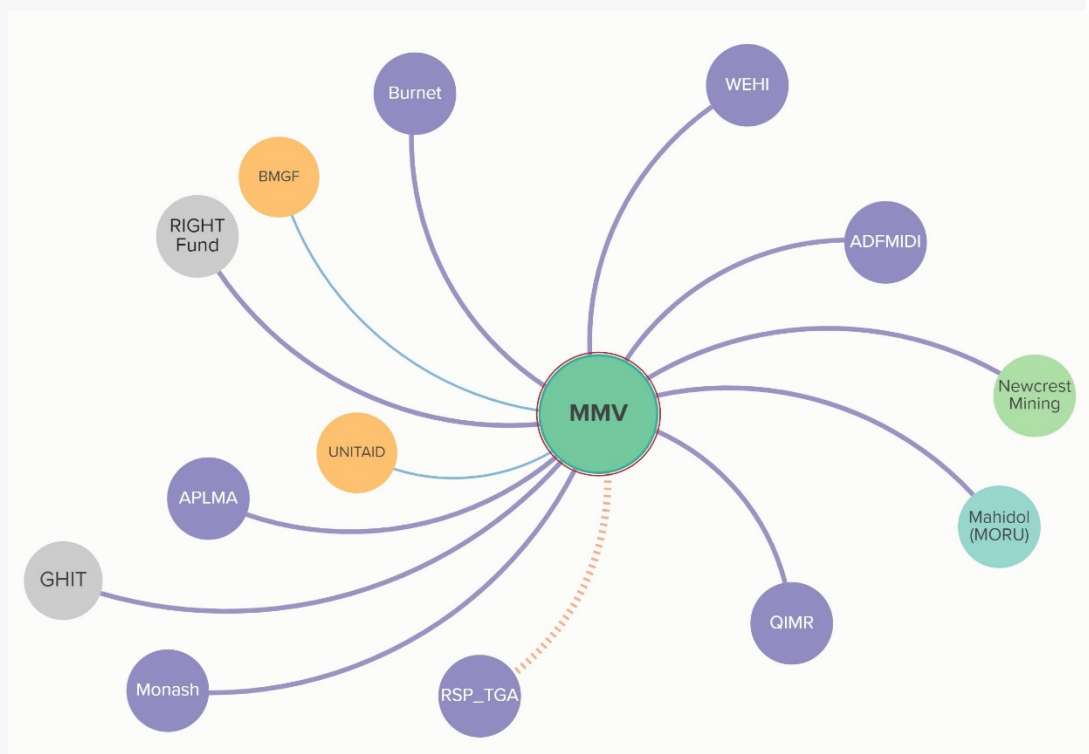 Burnet
WEHI
BMGF
RIGHT
Fund
ADFMIDI
Newcrest
Mining
MMV
UNITAID
APLMA
Mahidol
(MORU)
GHIT
QIMR
Monash
RSP_TGA